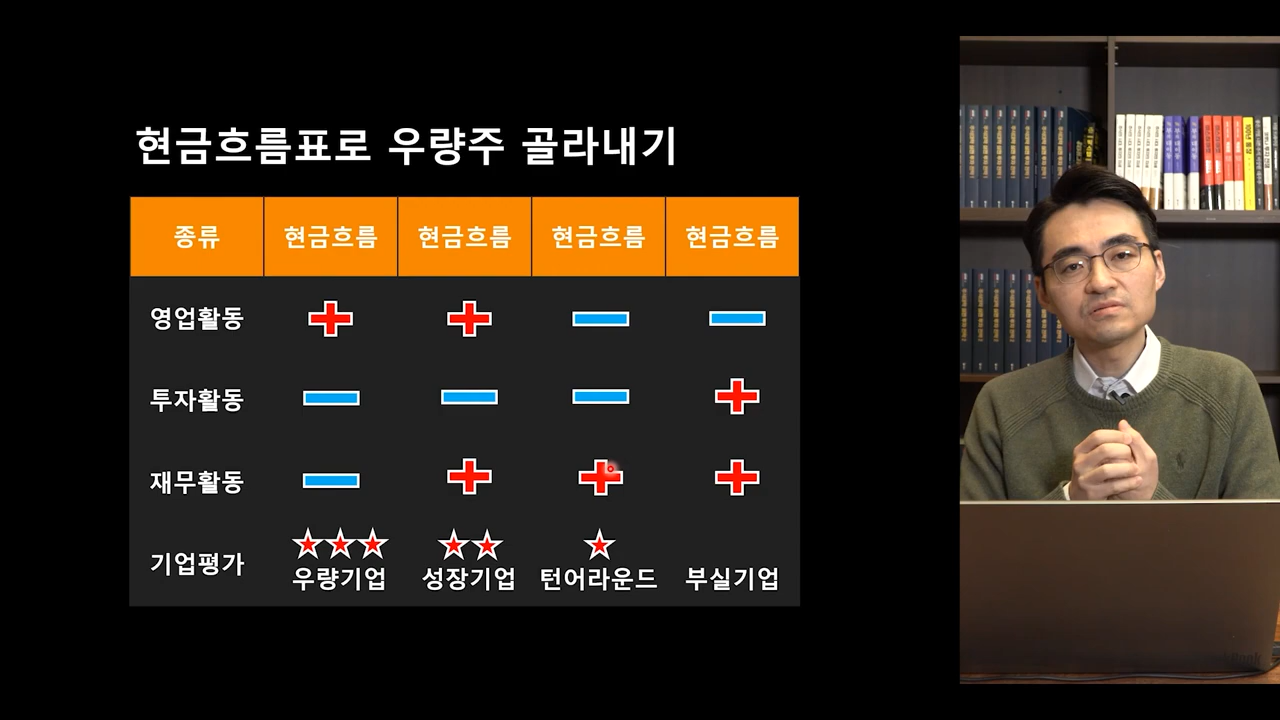 현금흐름표로 우량주 골라내기
종류 현금흐름 현금흐름 현금흐름 현금흐름
영업활동 + + - -
투자활동 - - - +
재무활동 - + + +
기업평가 ★★★ ★★ ★
우량기업 성장기업 턴어라운드 부실기업